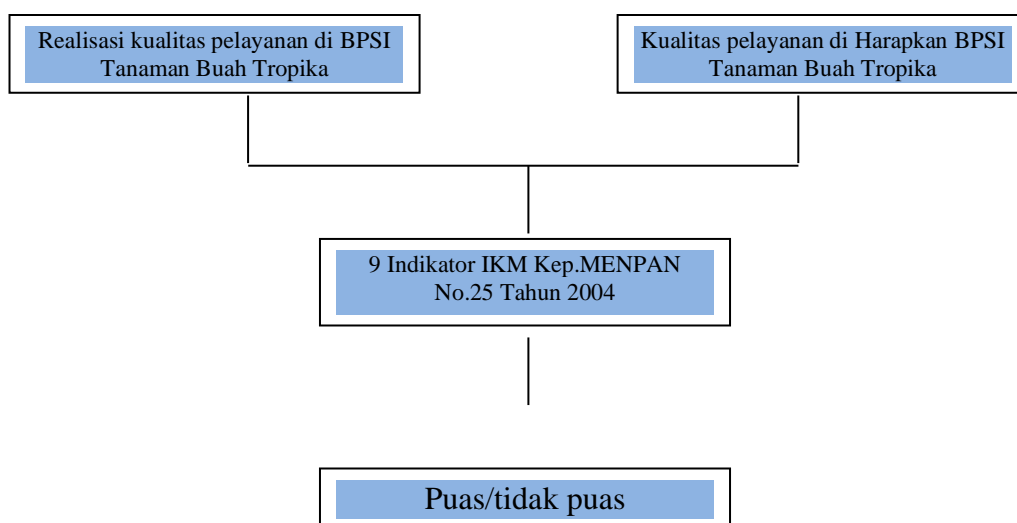 Realisasi kualitas pelayanan di BPSI
Tanaman Buah Tropika
Kualitas pelayanan di Harapkan BPSI
Tanaman Buah Tropika
9 Indikator IKM Kep.MENPAN
No.25 Tahun 2004
Puas/tidak puas